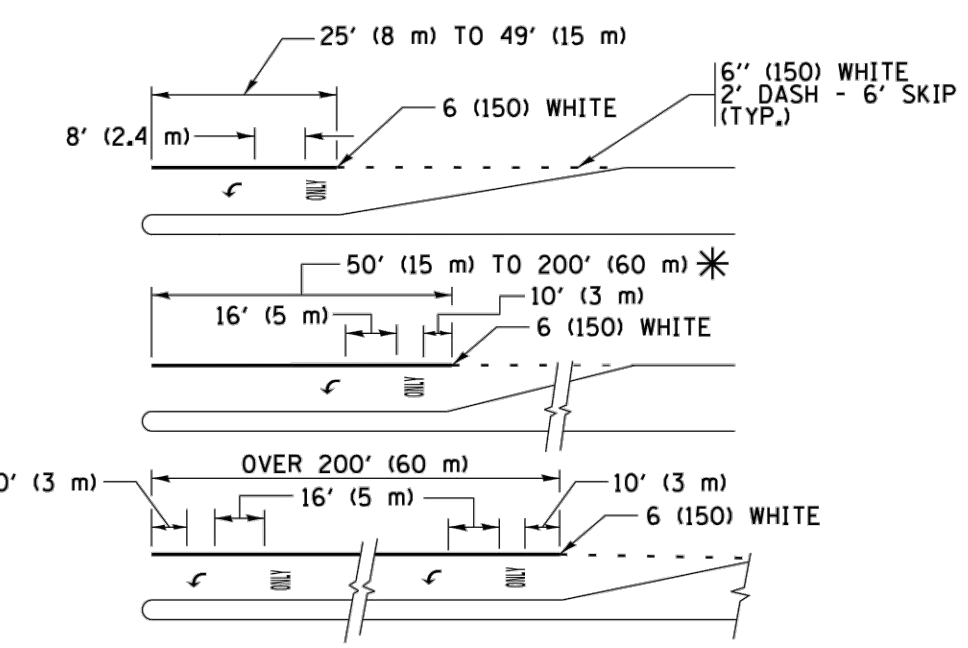 25' (8 m) TO 49' (15 m)
6'' (150) WHITE
2' DASH - 6' SKIP
(TYP.)
6 (150) WHITE
8' (2.4 m)
ONLY
50' (15 m) TO 200' (60 m)
10' (3 m)
16' (5 m)
6 (150) WHITE
ONLY
OVER 200' (60 m)
0' (3 m)
16' (5 m)
10' (3 m)
6 (150) WHITE
ONLY
ONLY